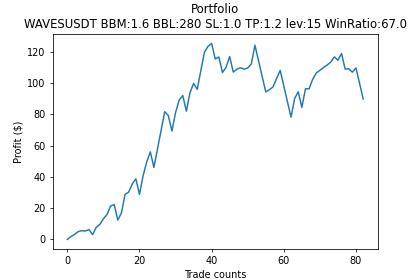 Portfolio
WAVESUSDT BBM:1.6 BBL:280 SL:1.0 TP:1.2 lev:15 WinRatio:67.0
120
100
80
60
40
20
0
Profit ($)
0 20 40 60 80
Trade counts